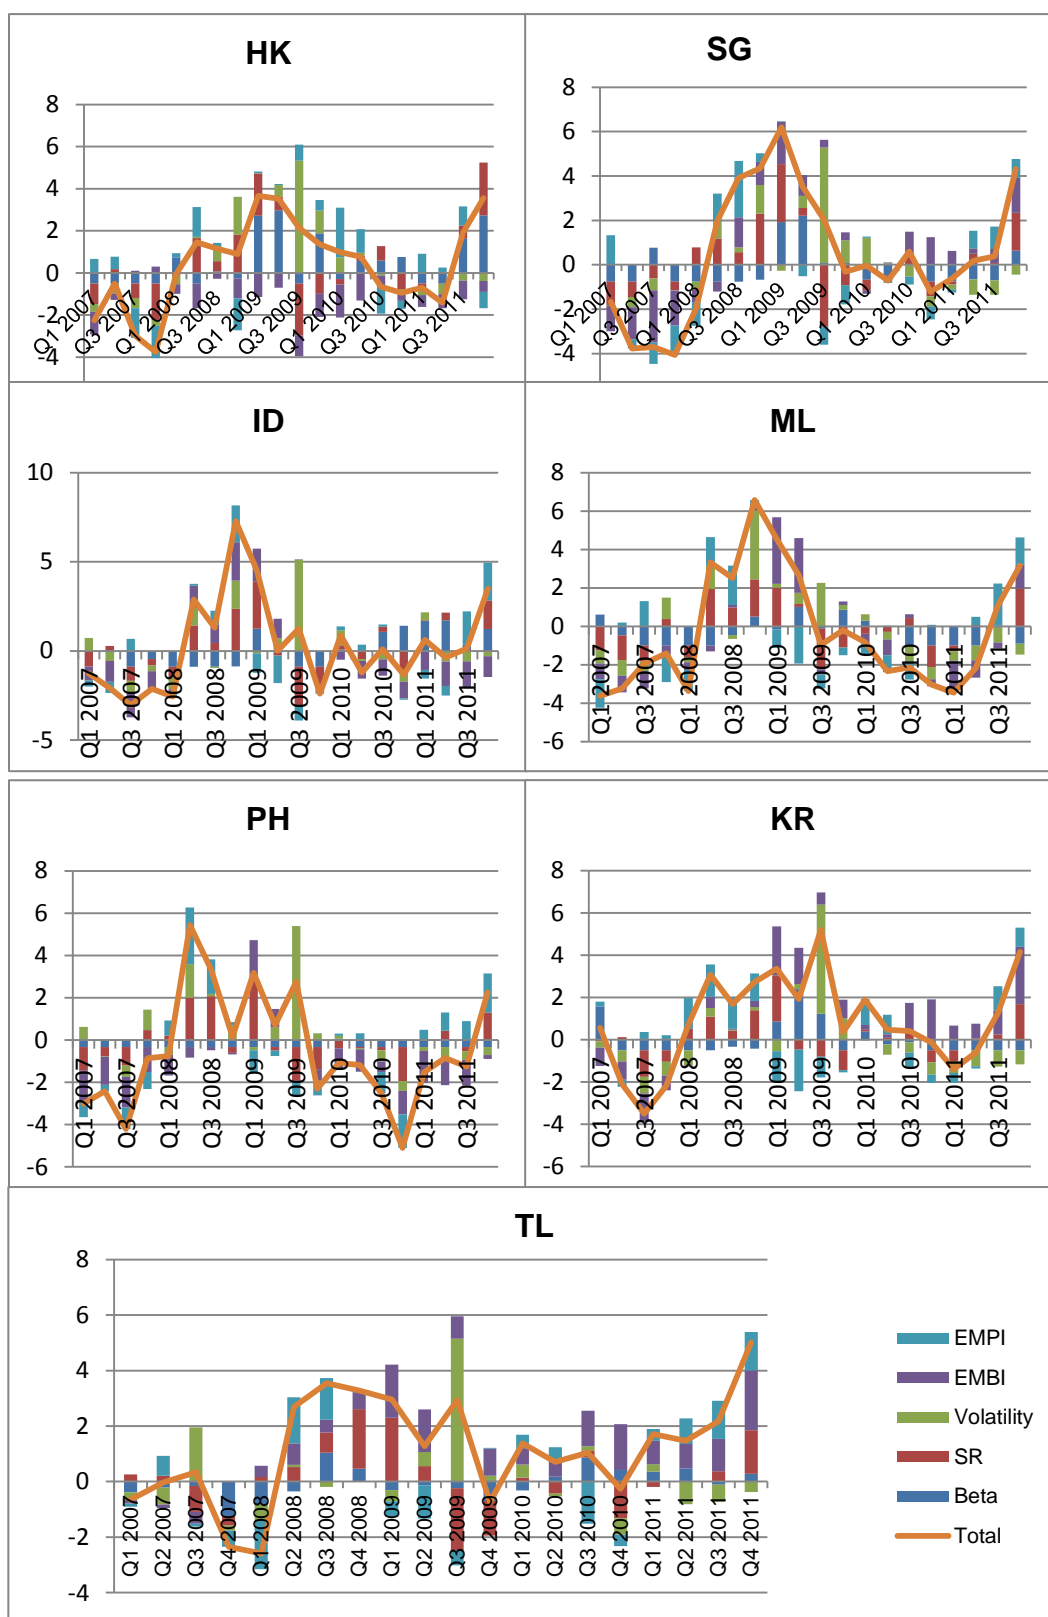 HK
8
6
4
2
0
-2
-4
Q1 2007
Q3 2007
Q1 2008
Q3 2008
Q1 2009
Q3 2009
Q1 2010
Q3 2010
Q1 2011
Q3 2011
SG
8
6
4
2
0
-2
-4
Q1 2007
Q3 2007
Q1 2008
Q3 2008
Q1 2009
Q3 2009
Q1 2010
Q3 2010
Q1 2011
Q3 2011
ID
10
5
0
-5
Q1 2007
Q3 2007
Q1 2008
Q3 2008
Q1 2009
Q3 2009
Q1 2010
Q3 2010
Q1 2011
Q3 2011
ML
8
6
4
2
0
-2
-4
-6
Q1 2007
Q3 2007
Q1 2008
Q3 2008
Q1 2009
Q3 2009
Q1 2010
Q3 2010
Q1 2011
Q3 2011
PH
8
6
4
2
0
-2
-4
-6
Q1 2007
Q3 2007
Q1 2008
Q3 2008
Q1 2009
Q3 2009
Q1 2010
Q3 2010
Q1 2011
Q3 2011
KR
8
6
4
2
0
-2
-4
-6
Q1 2007
Q3 2007
Q1 2008
Q3 2008
Q1 2009
Q3 2009
Q1 2010
Q3 2010
Q1 2011
Q3 2011
TL
8
6
4
2
0
-2
-4
Q1 2007
Q2 2007
Q3 2007
Q4 2007
Q1 2008
Q2 2008
Q3 2008
Q4 2008
Q1 2009
Q2 2009
Q3 2009
Q4 2009
Q1 2010
Q2 2010
Q3 2010
Q4 2010
Q1 2011
Q2 2011
Q3 2011
Q4 2011
EMPI
EMBI
Volatility
SR
Beta
Total